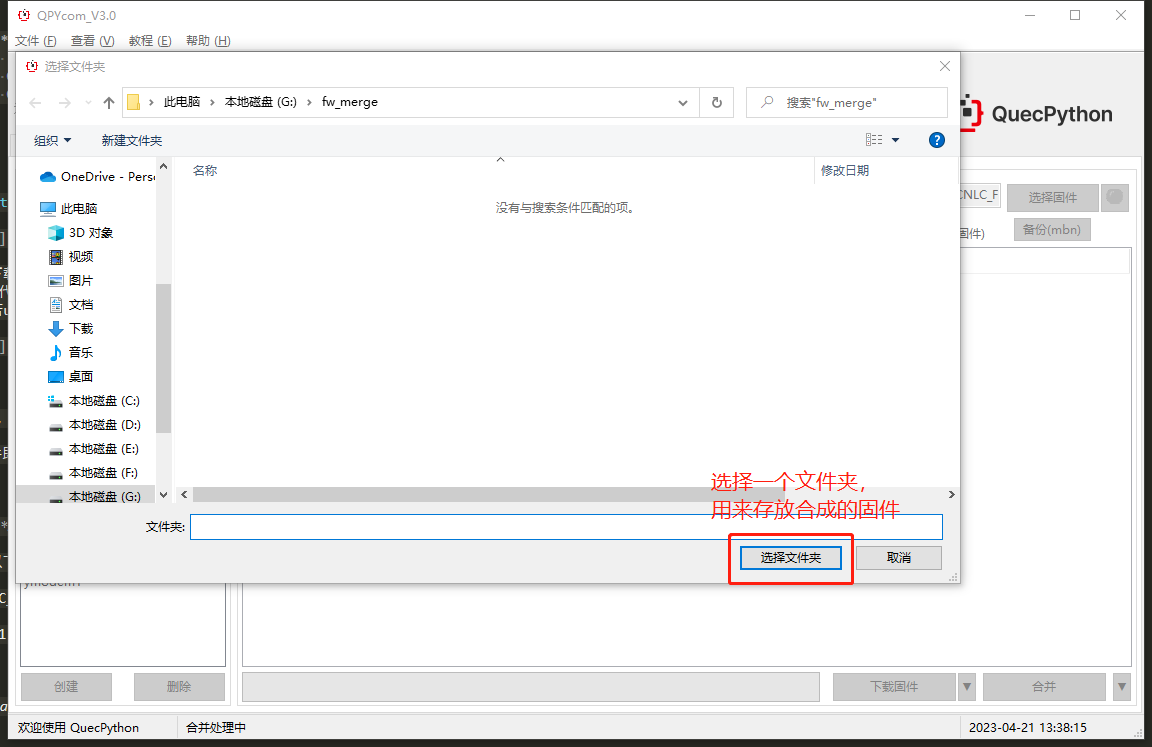 QPYcom_V3.0
文件 (F) 查看 (V) 教程 (E) 帮助 (H)
选择文件夹
此电脑 › 本地磁盘 (G:) › fw_merge
搜索"fw_merge"
QuecPython
组织 新建文件夹
名称 修改日期
没有与搜索条件匹配的项。
OneDrive - Pers
此电脑
3D 对象
视频
图片
文档
下载
音乐
桌面
本地磁盘 (C:)
本地磁盘 (D:)
本地磁盘 (E:)
本地磁盘 (F:)
本地磁盘 (G:)
CNLC_F 选择固件
固件) 备份(mbn)
选择一个文件夹，
用来存放合成的固件
文件夹:
选择文件夹 取消
创建 删除 下载固件 合并
欢迎使用 QuecPython 合并处理中 2023-04-21 13:38:15